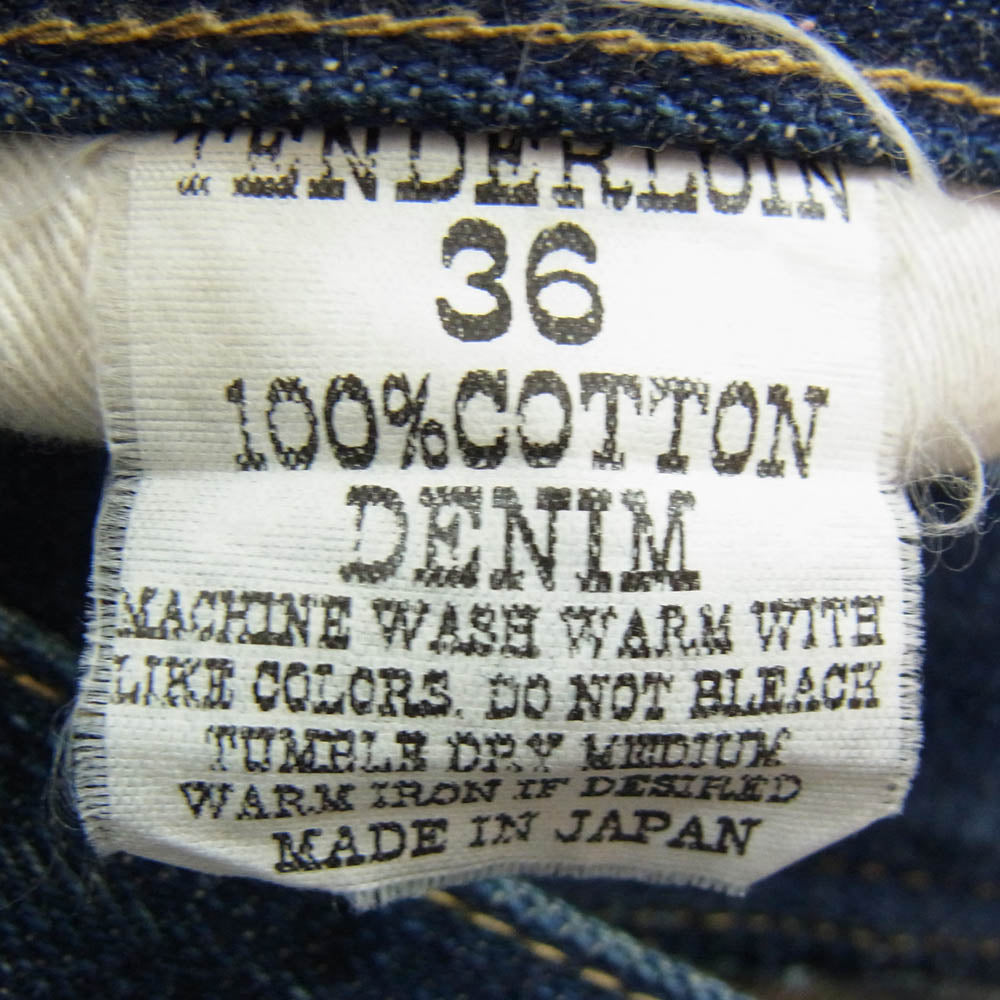 TENDERLOIN
36
100%COTTON
DENIM
MACHINE WASH WARM WITH
LIKE COLORS. DO NOT BLEACH
TUMBLE DRY MEDIUM
WARM IRON IF DESIRED
MADE IN JAPAN